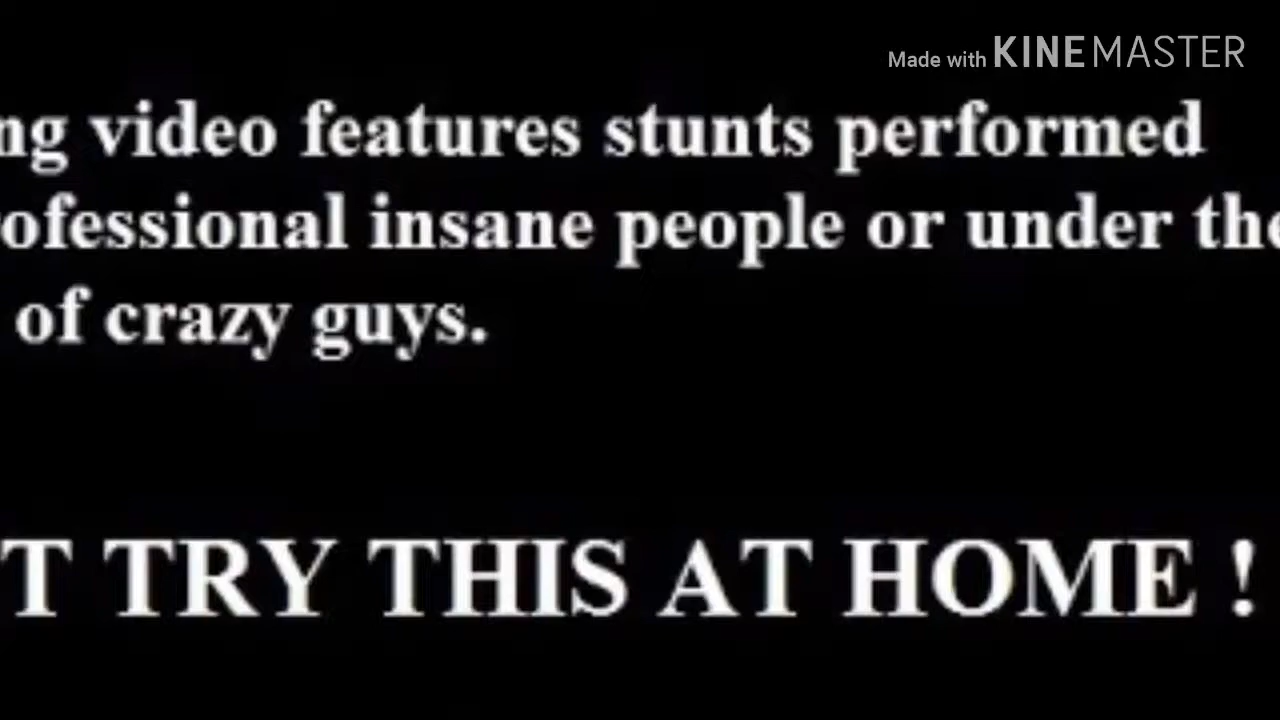 Made with KINEMASTER
ng video features stunts performed
ofessional insane people or under the
of crazy guys.
T TRY THIS AT HOME !